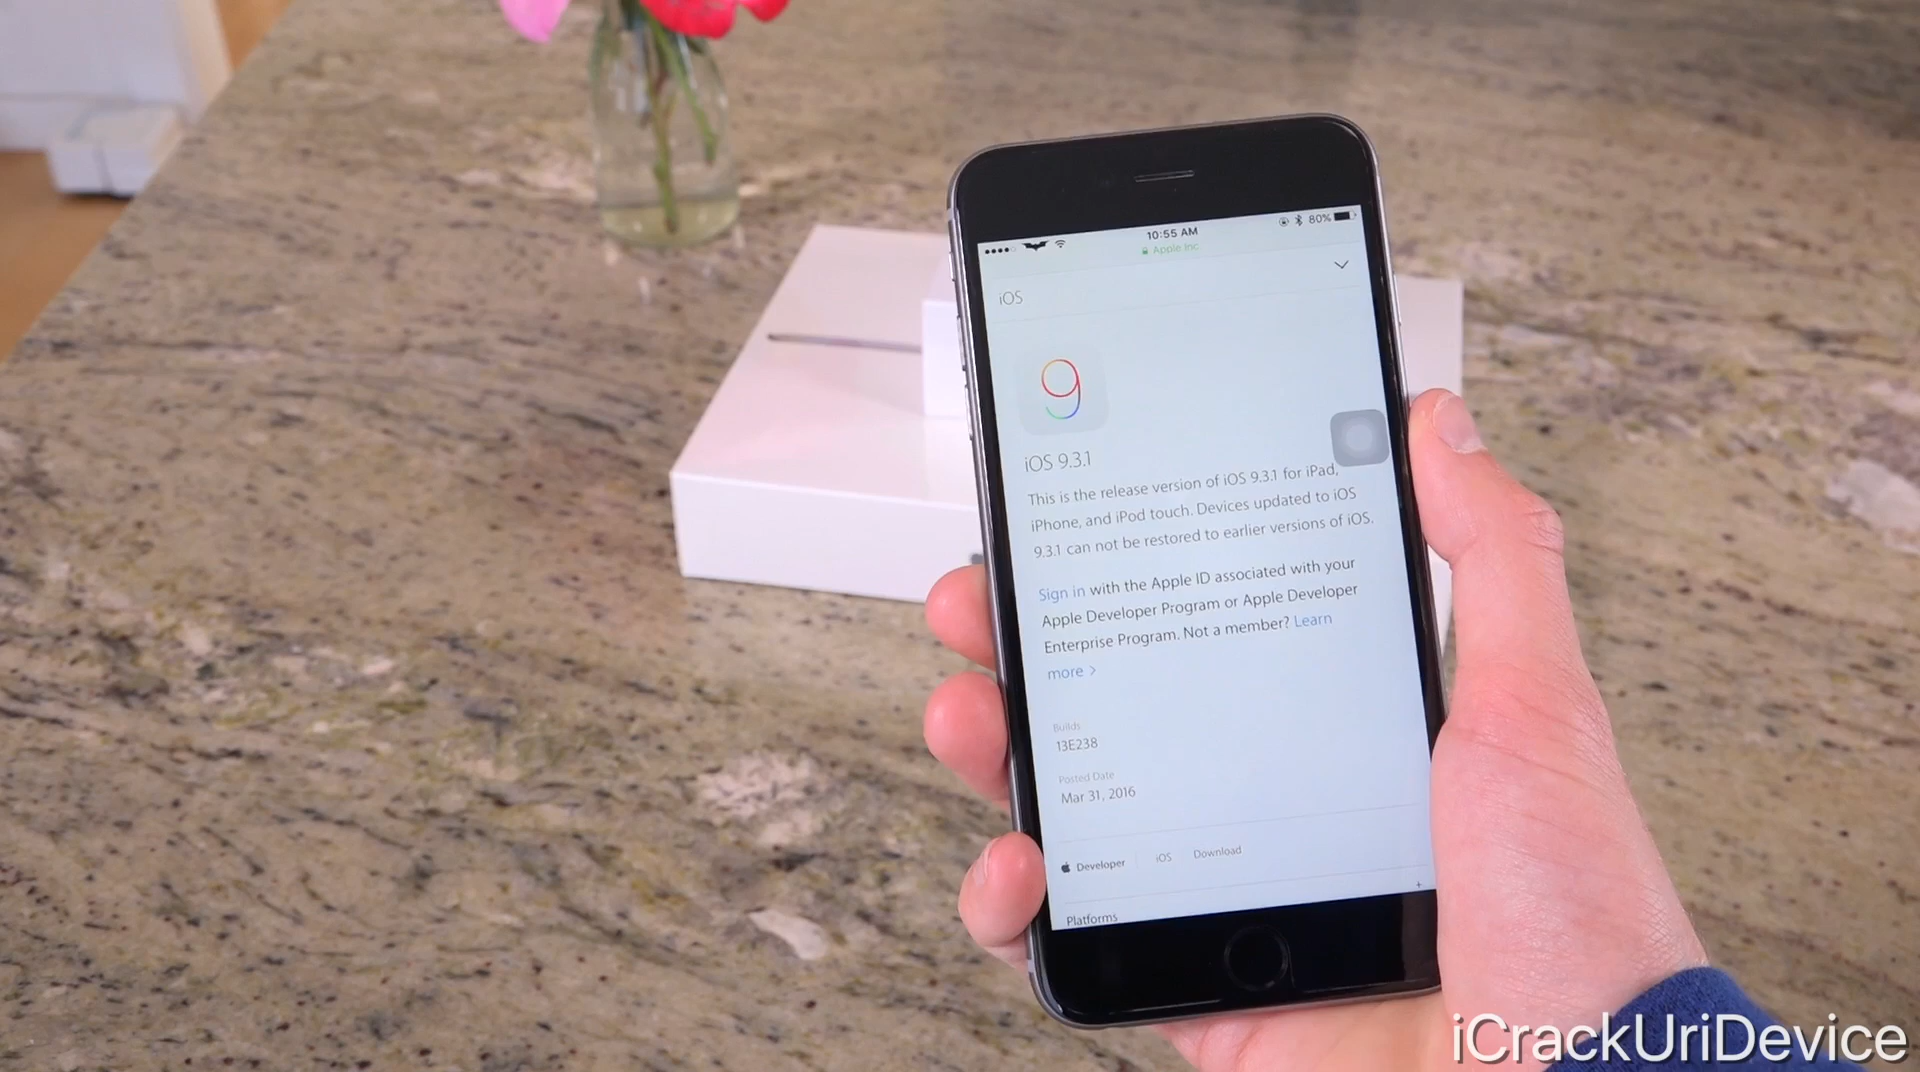 10:55 AM
80%
Apple Inc
iOS
9
iOS 9.3.1
This is the release version of iOS 9.3.1 for iPad,
iPhone, and iPod touch. Devices updated to iOS
9.3.1 can not be restored to earlier versions of iOS.
Sign in with the Apple ID associated with your
Apple Developer Program or Apple Developer
Enterprise Program. Not a member? Learn
more >
Builds
13E238
Posted Date
Mar 31, 2016
Developer iOS Download
Platforms +
iCrackUriDevice